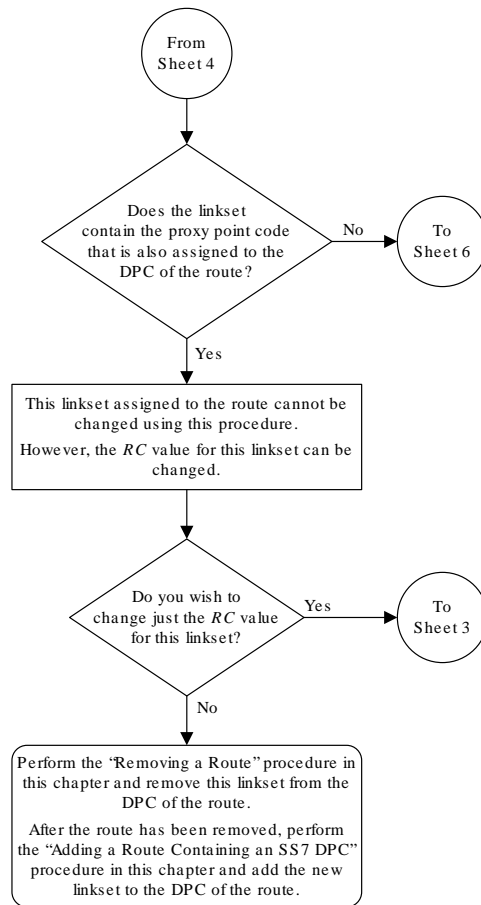 From
Sheet 4
Does the linkset
contain the proxy point code
that is also assigned to the
DPC of the route?
No
To
Sheet 6
Yes
This linkset assigned to the route cannot be
changed using this procedure.
However, the RC value for this linkset can be
changed.
Do you wish to
change just the RC value
for this linkset?
Yes
To
Sheet 3
No
Perform the “Removing a Route” procedure in
this chapter and remove this linkset from the
DPC of the route.
After the route has been removed, perform
the “Adding a Route Containing an SS7 DPC”
procedure in this chapter and add the new
linkset to the DPC of the route.